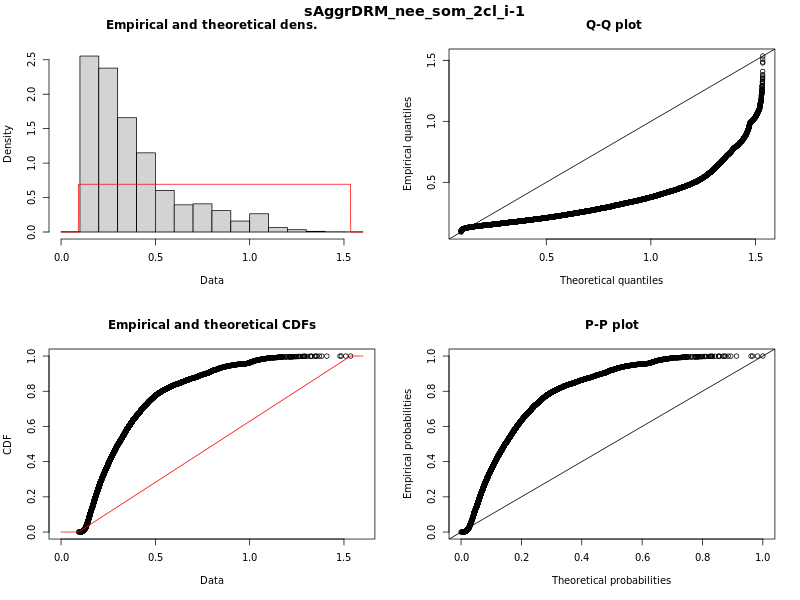 sAggrDRM_nee_som_2cl_i-1
Empirical and theoretical dens.
Density
0.0 0.5 1.0 1.5 2.0 2.5
0.0 0.5 1.0 1.5
Data
Q-Q plot
Empirical quantiles
0.5 1.0 1.5
0.5 1.0 1.5
Theoretical quantiles
Empirical and theoretical CDFs
CDF
0.0 0.2 0.4 0.6 0.8 1.0
0.0 0.5 1.0 1.5
Data
P-P plot
Empirical probabilities
0.0 0.2 0.4 0.6 0.8 1.0
0.0 0.2 0.4 0.6 0.8 1.0
Theoretical probabilities